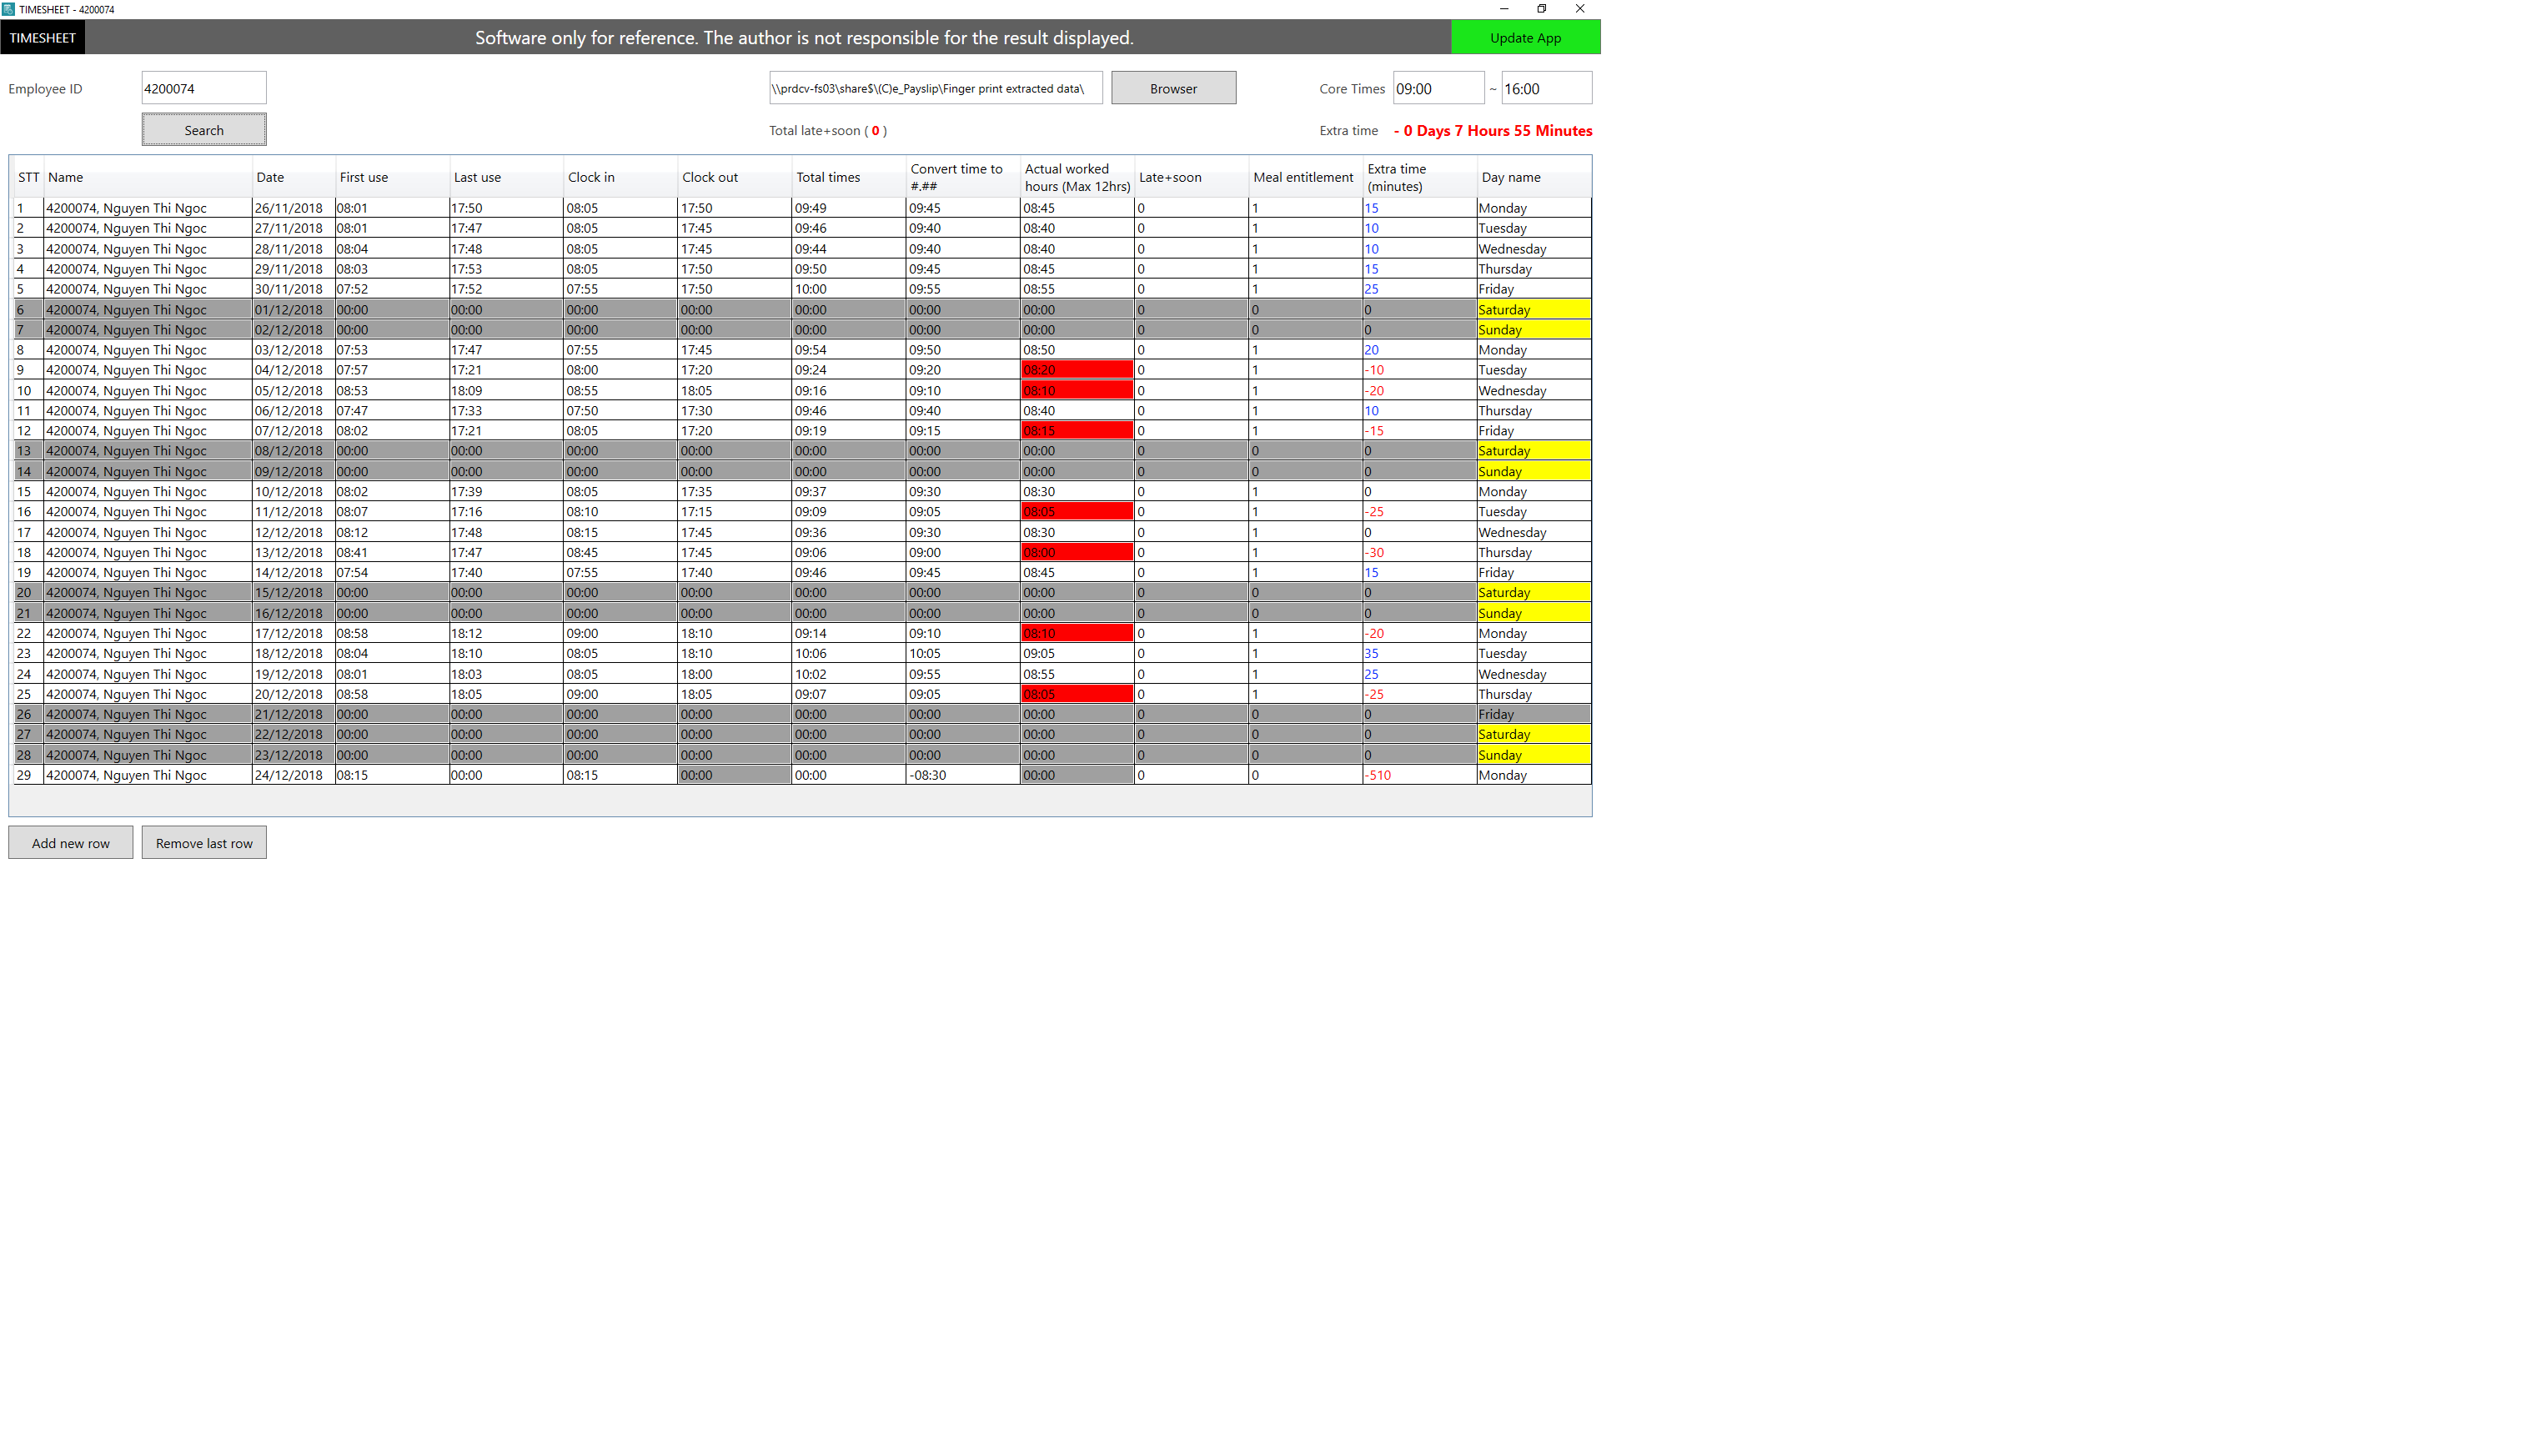 TIMESHEET - 4200074
TIMESHEET Software only for reference. The author is not responsible for the result displayed. Update App
Employee ID 4200074 \\prdcv-fs03\share$\(C)e_Payslip\Finger print extracted data\ Browser Core Times 09:00 ~ 16:00
Search Total late+soon ( 0 ) Extra time - 0 Days 7 Hours 55 Minutes
STT Name Date First use Last use Clock in Clock out Total times Convert time to #.## Actual worked hours (Max 12hrs) Late+soon Meal entitlement Extra time (minutes) Day name
1 4200074, Nguyen Thi Ngoc 26/11/2018 08:01 17:50 08:05 17:50 09:49 09:45 08:45 0 1 15 Monday
2 4200074, Nguyen Thi Ngoc 27/11/2018 08:01 17:47 08:05 17:45 09:46 09:40 08:40 0 1 10 Tuesday
3 4200074, Nguyen Thi Ngoc 28/11/2018 08:04 17:48 08:05 17:45 09:44 09:40 08:40 0 1 10 Wednesday
4 4200074, Nguyen Thi Ngoc 29/11/2018 08:03 17:53 08:05 17:50 09:50 09:45 08:45 0 1 15 Thursday
5 4200074, Nguyen Thi Ngoc 30/11/2018 07:52 17:52 07:55 17:50 10:00 09:55 08:55 0 1 25 Friday
6 4200074, Nguyen Thi Ngoc 01/12/2018 00:00 00:00 00:00 00:00 00:00 00:00 00:00 0 0 0 Saturday
7 4200074, Nguyen Thi Ngoc 02/12/2018 00:00 00:00 00:00 00:00 00:00 00:00 00:00 0 0 0 Sunday
8 4200074, Nguyen Thi Ngoc 03/12/2018 07:53 17:47 07:55 17:45 09:54 09:50 08:50 0 1 20 Monday
9 4200074, Nguyen Thi Ngoc 04/12/2018 07:57 17:21 08:00 17:20 09:24 09:20 08:20 0 1 -10 Tuesday
10 4200074, Nguyen Thi Ngoc 05/12/2018 08:53 18:09 08:55 18:05 09:16 09:10 08:10 0 1 -20 Wednesday
11 4200074, Nguyen Thi Ngoc 06/12/2018 07:47 17:33 07:50 17:30 09:46 09:40 08:40 0 1 10 Thursday
12 4200074, Nguyen Thi Ngoc 07/12/2018 08:02 17:21 08:05 17:20 09:19 09:15 08:15 0 1 -15 Friday
13 4200074, Nguyen Thi Ngoc 08/12/2018 00:00 00:00 00:00 00:00 00:00 00:00 00:00 0 0 0 Saturday
14 4200074, Nguyen Thi Ngoc 09/12/2018 00:00 00:00 00:00 00:00 00:00 00:00 00:00 0 0 0 Sunday
15 4200074, Nguyen Thi Ngoc 10/12/2018 08:02 17:39 08:05 17:35 09:37 09:30 08:30 0 1 0 Monday
16 4200074, Nguyen Thi Ngoc 11/12/2018 08:07 17:16 08:10 17:15 09:09 09:05 08:05 0 1 -25 Tuesday
17 4200074, Nguyen Thi Ngoc 12/12/2018 08:12 17:48 08:15 17:45 09:36 09:30 08:30 0 1 0 Wednesday
18 4200074, Nguyen Thi Ngoc 13/12/2018 08:41 17:47 08:45 17:45 09:06 09:00 08:00 0 1 -30 Thursday
19 4200074, Nguyen Thi Ngoc 14/12/2018 07:54 17:40 07:55 17:40 09:46 09:45 08:45 0 1 15 Friday
20 4200074, Nguyen Thi Ngoc 15/12/2018 00:00 00:00 00:00 00:00 00:00 00:00 00:00 0 0 0 Saturday
21 4200074, Nguyen Thi Ngoc 16/12/2018 00:00 00:00 00:00 00:00 00:00 00:00 00:00 0 0 0 Sunday
22 4200074, Nguyen Thi Ngoc 17/12/2018 08:58 18:12 09:00 18:10 09:14 09:10 08:10 0 1 -20 Monday
23 4200074, Nguyen Thi Ngoc 18/12/2018 08:04 18:10 08:05 18:10 10:06 10:05 09:05 0 1 35 Tuesday
24 4200074, Nguyen Thi Ngoc 19/12/2018 08:01 18:03 08:05 18:00 10:02 09:55 08:55 0 1 25 Wednesday
25 4200074, Nguyen Thi Ngoc 20/12/2018 08:58 18:05 09:00 18:05 09:07 09:05 08:05 0 1 -25 Thursday
26 4200074, Nguyen Thi Ngoc 21/12/2018 00:00 00:00 00:00 00:00 00:00 00:00 00:00 0 0 0 Friday
27 4200074, Nguyen Thi Ngoc 22/12/2018 00:00 00:00 00:00 00:00 00:00 00:00 00:00 0 0 0 Saturday
28 4200074, Nguyen Thi Ngoc 23/12/2018 00:00 00:00 00:00 00:00 00:00 00:00 00:00 0 0 0 Sunday
29 4200074, Nguyen Thi Ngoc 24/12/2018 08:15 00:00 08:15 00:00 00:00 -08:30 00:00 0 0 -510 Monday
Add new row Remove last row